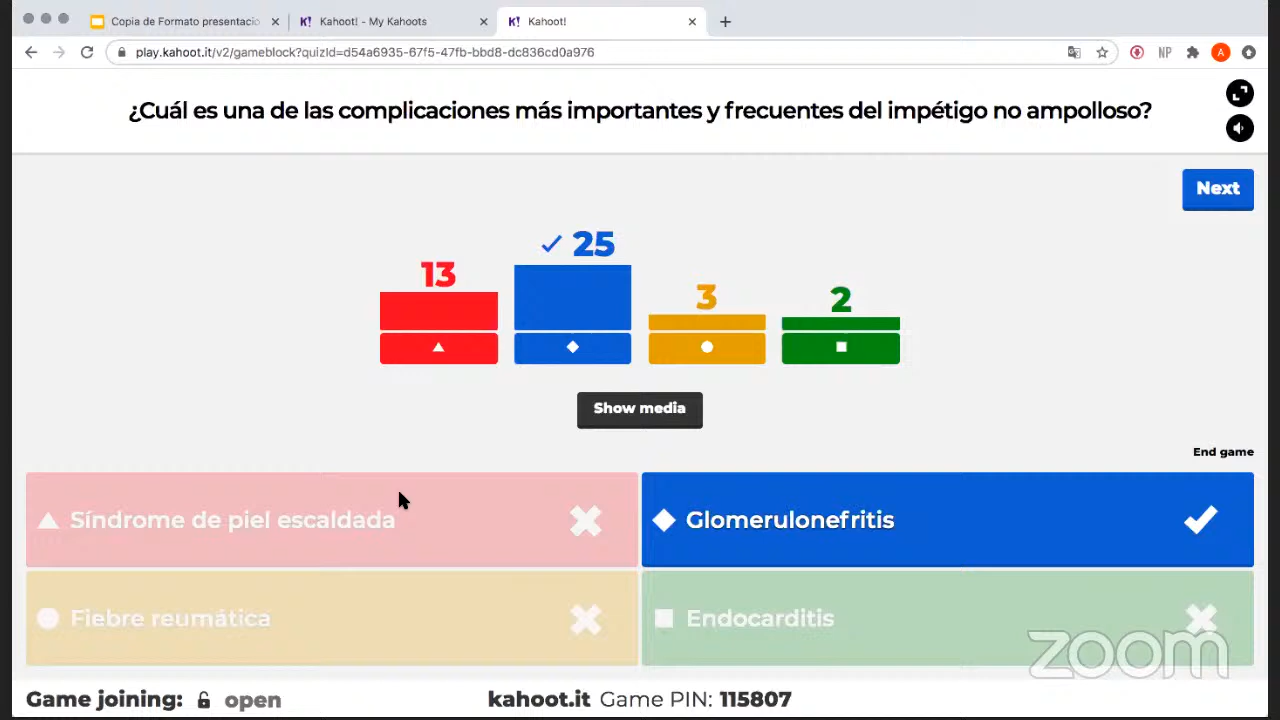 Copia de Formato presentacio
Kahoot! - My Kahoots
Kahoot!
play.kahoot.it/v2/gameblock?quizId=d54a6935-67f5-47fb-bbd8-dc836cd0a976
NP
A
¿Cuál es una de las complicaciones más importantes y frecuentes del impétigo no ampolloso?
Next
13
25
3
2
Show media
End game
Síndrome de piel escaldada
Glomerulonefritis
Fiebre reumática
Endocarditis
zoom
Game joining: open
kahoot.it Game PIN: 115807